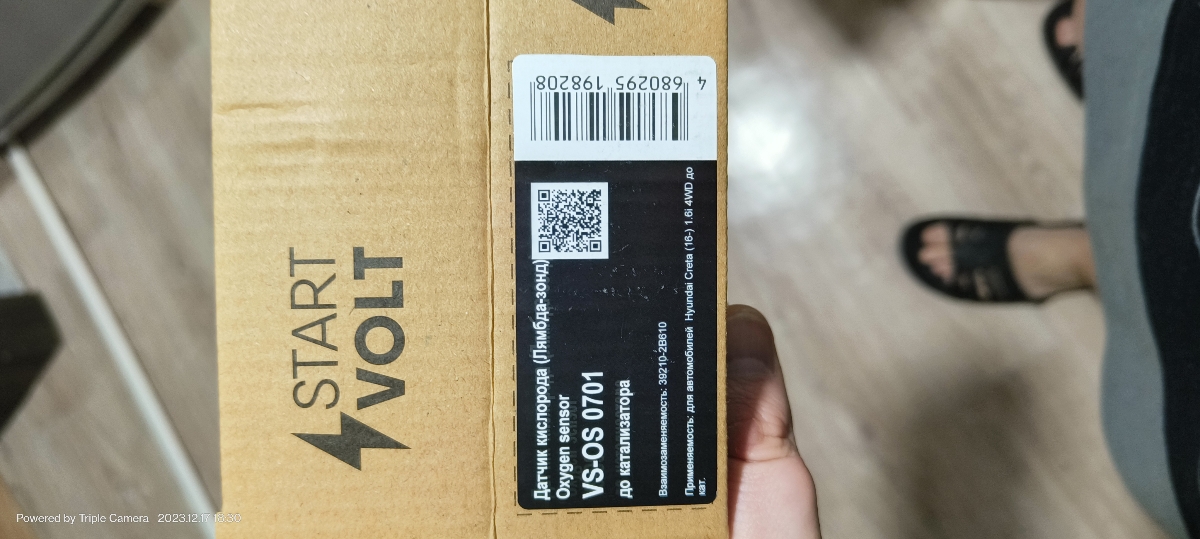 START
VOLT
Датчик кислорода (Лямбда-зонд)
Oxygen sensor
VS-OS 0701
до катализатора
Взаимозаменяемость: 39210-2B610
Применяемость: для автомобилей Hyundai Creta (16-) 1.6i 4WD до
кат.
4 680295 198208
Powered by Triple Camera 2023.12.17 13:30